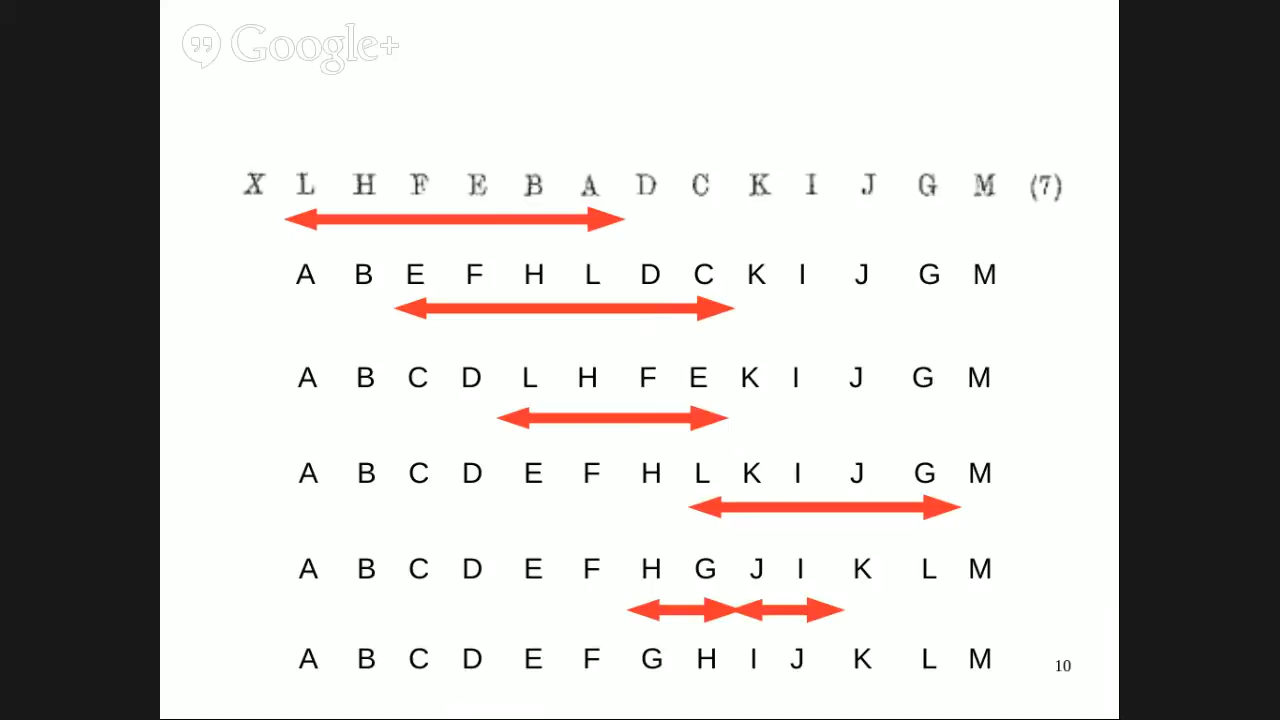 Google+
X L H F E B A D C K I J G M (7)
A B E F H L D C K I J G M
A B C D L H F E K I J G M
A B C D E F H L K I J G M
A B C D E F H G J I K L M
A B C D E F G H I J K L M
10